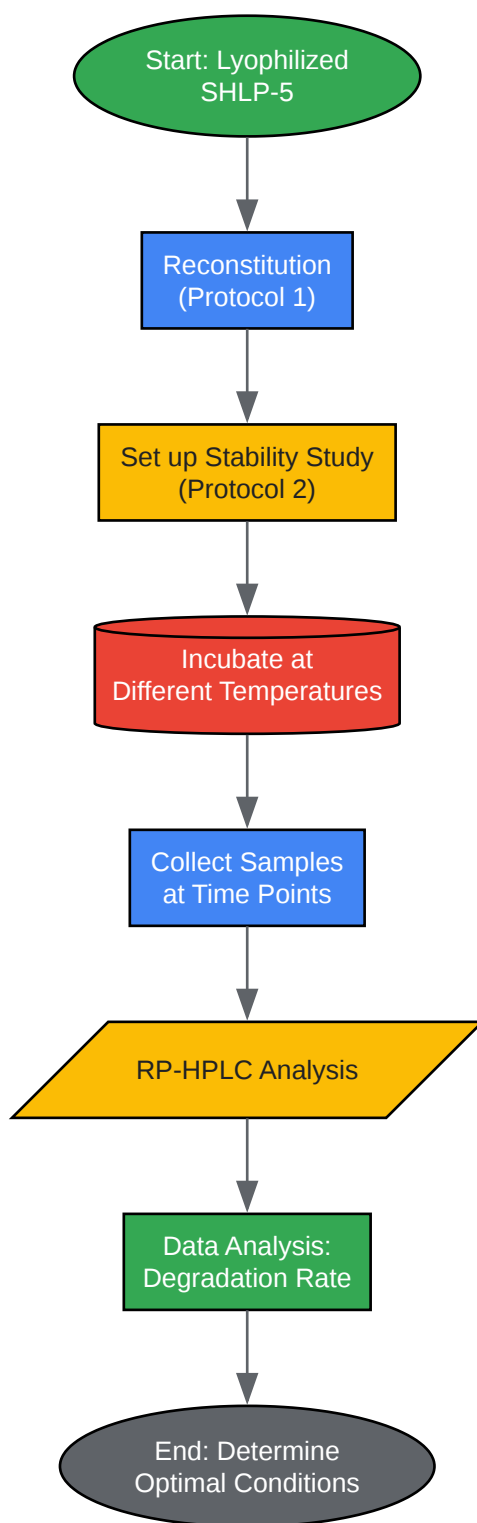 Start: Lyophilized
SHLP-5
Reconstitution
(Protocol 1)
Set up Stability Study
(Protocol 2)
Incubate at
Different Temperatures
Collect Samples
at Time Points
RP-HPLC Analysis
Data Analysis:
Degradation Rate
End: Determine
Optimal Conditions